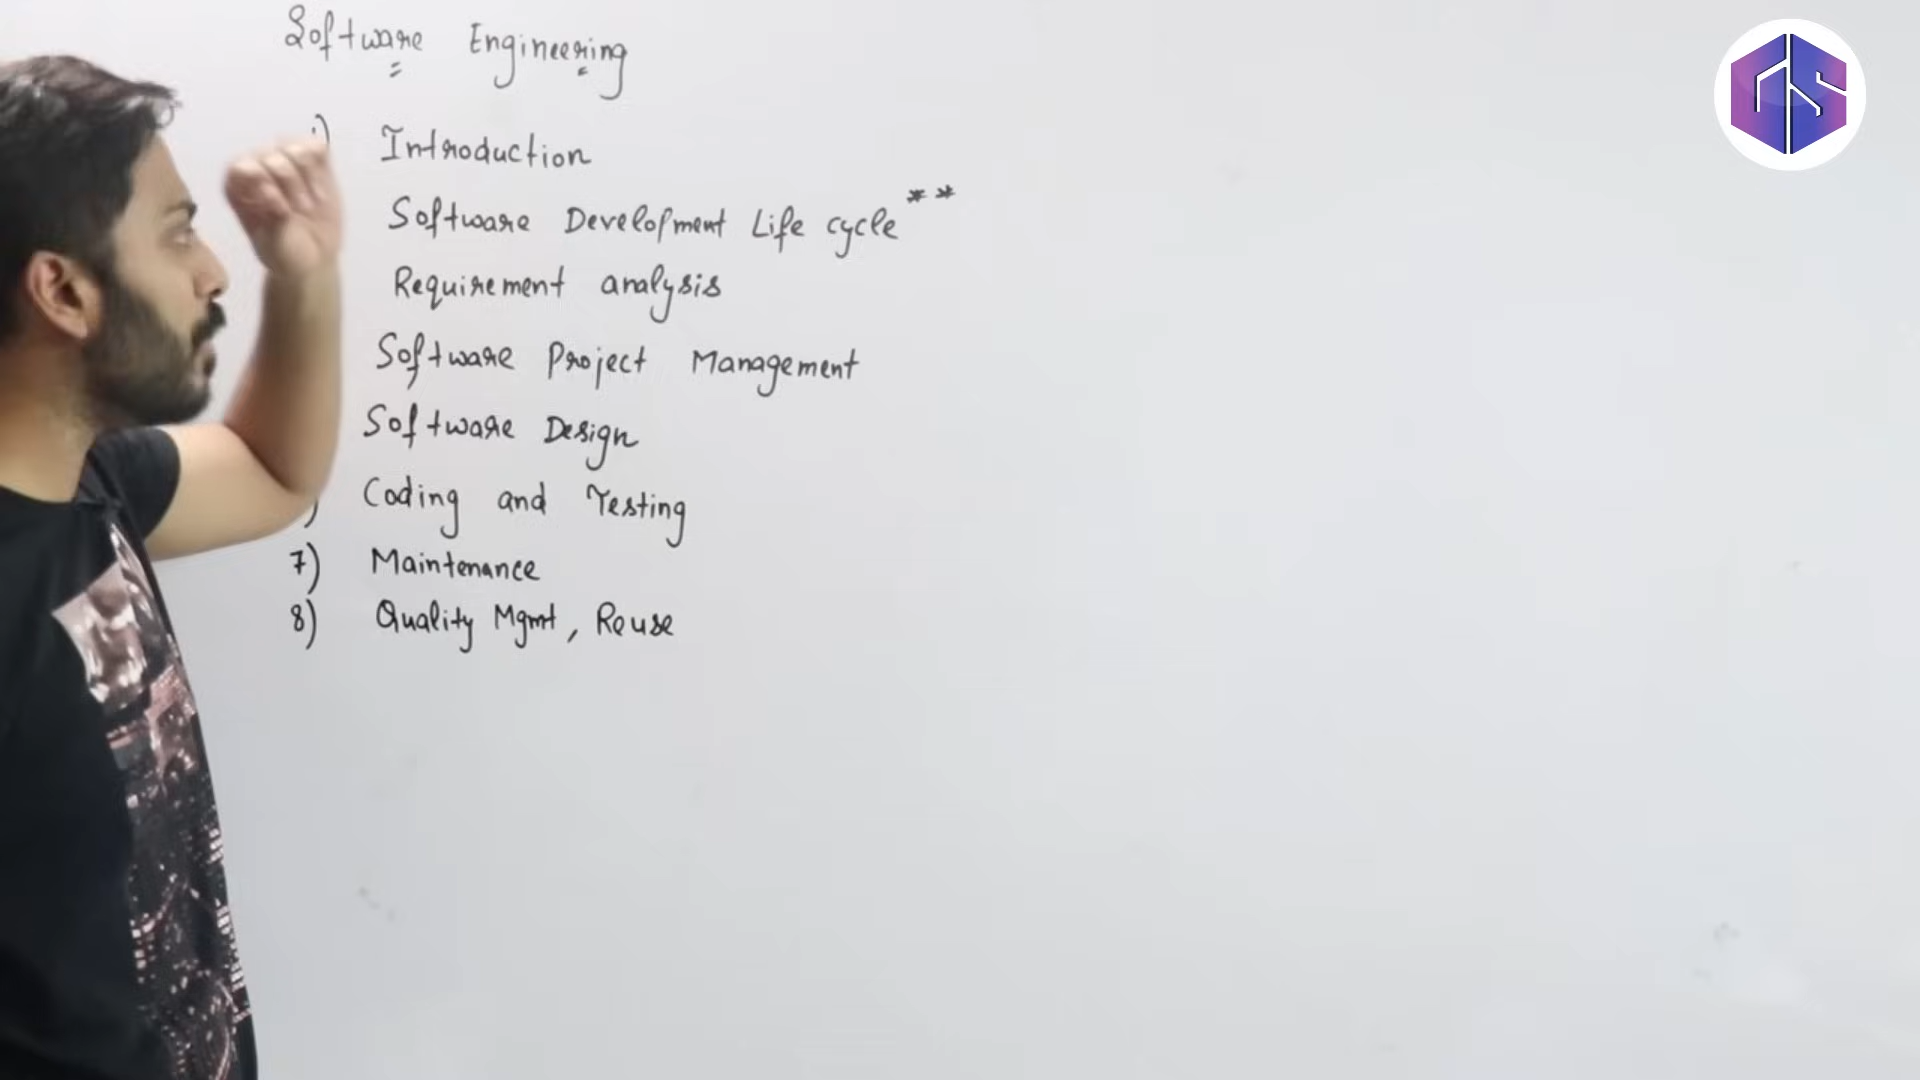 Software Engineering
i) Introduction
Software Development Life cycle **
Requirement analysis
Software Project Management
Software Design
) Coding and Testing
7) Maintenance
8) Quality Mgmt, Reuse